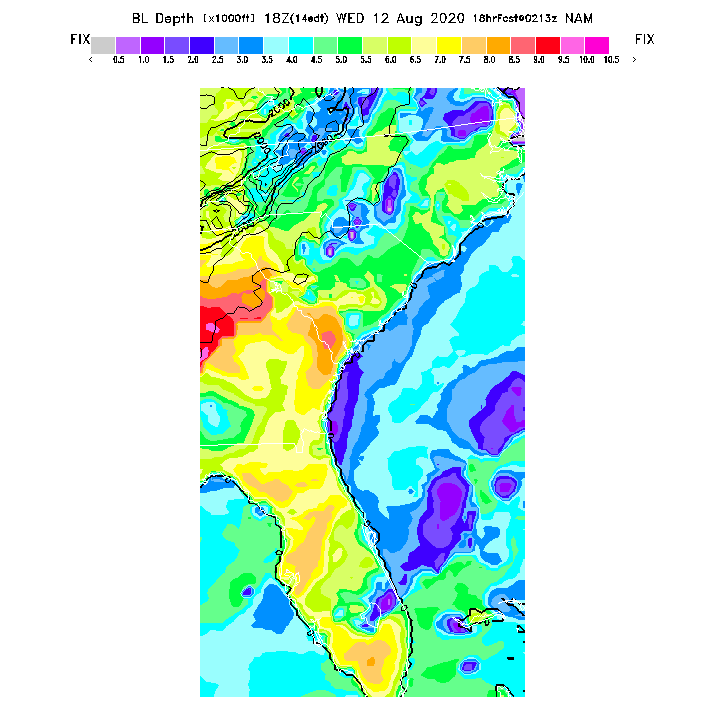 BL Depth [x1000ft] 18Z(14edt) WED 12 Aug 2020 18hrFcst@0213z NAM
FIX FIX
< 0.5 1.0 1.5 2.0 2.5 3.0 3.5 4.0 4.5 5.0 5.5 6.0 6.5 7.0 7.5 8.0 8.5 9.0 9.5 10.0 10.5 >
2000
2000